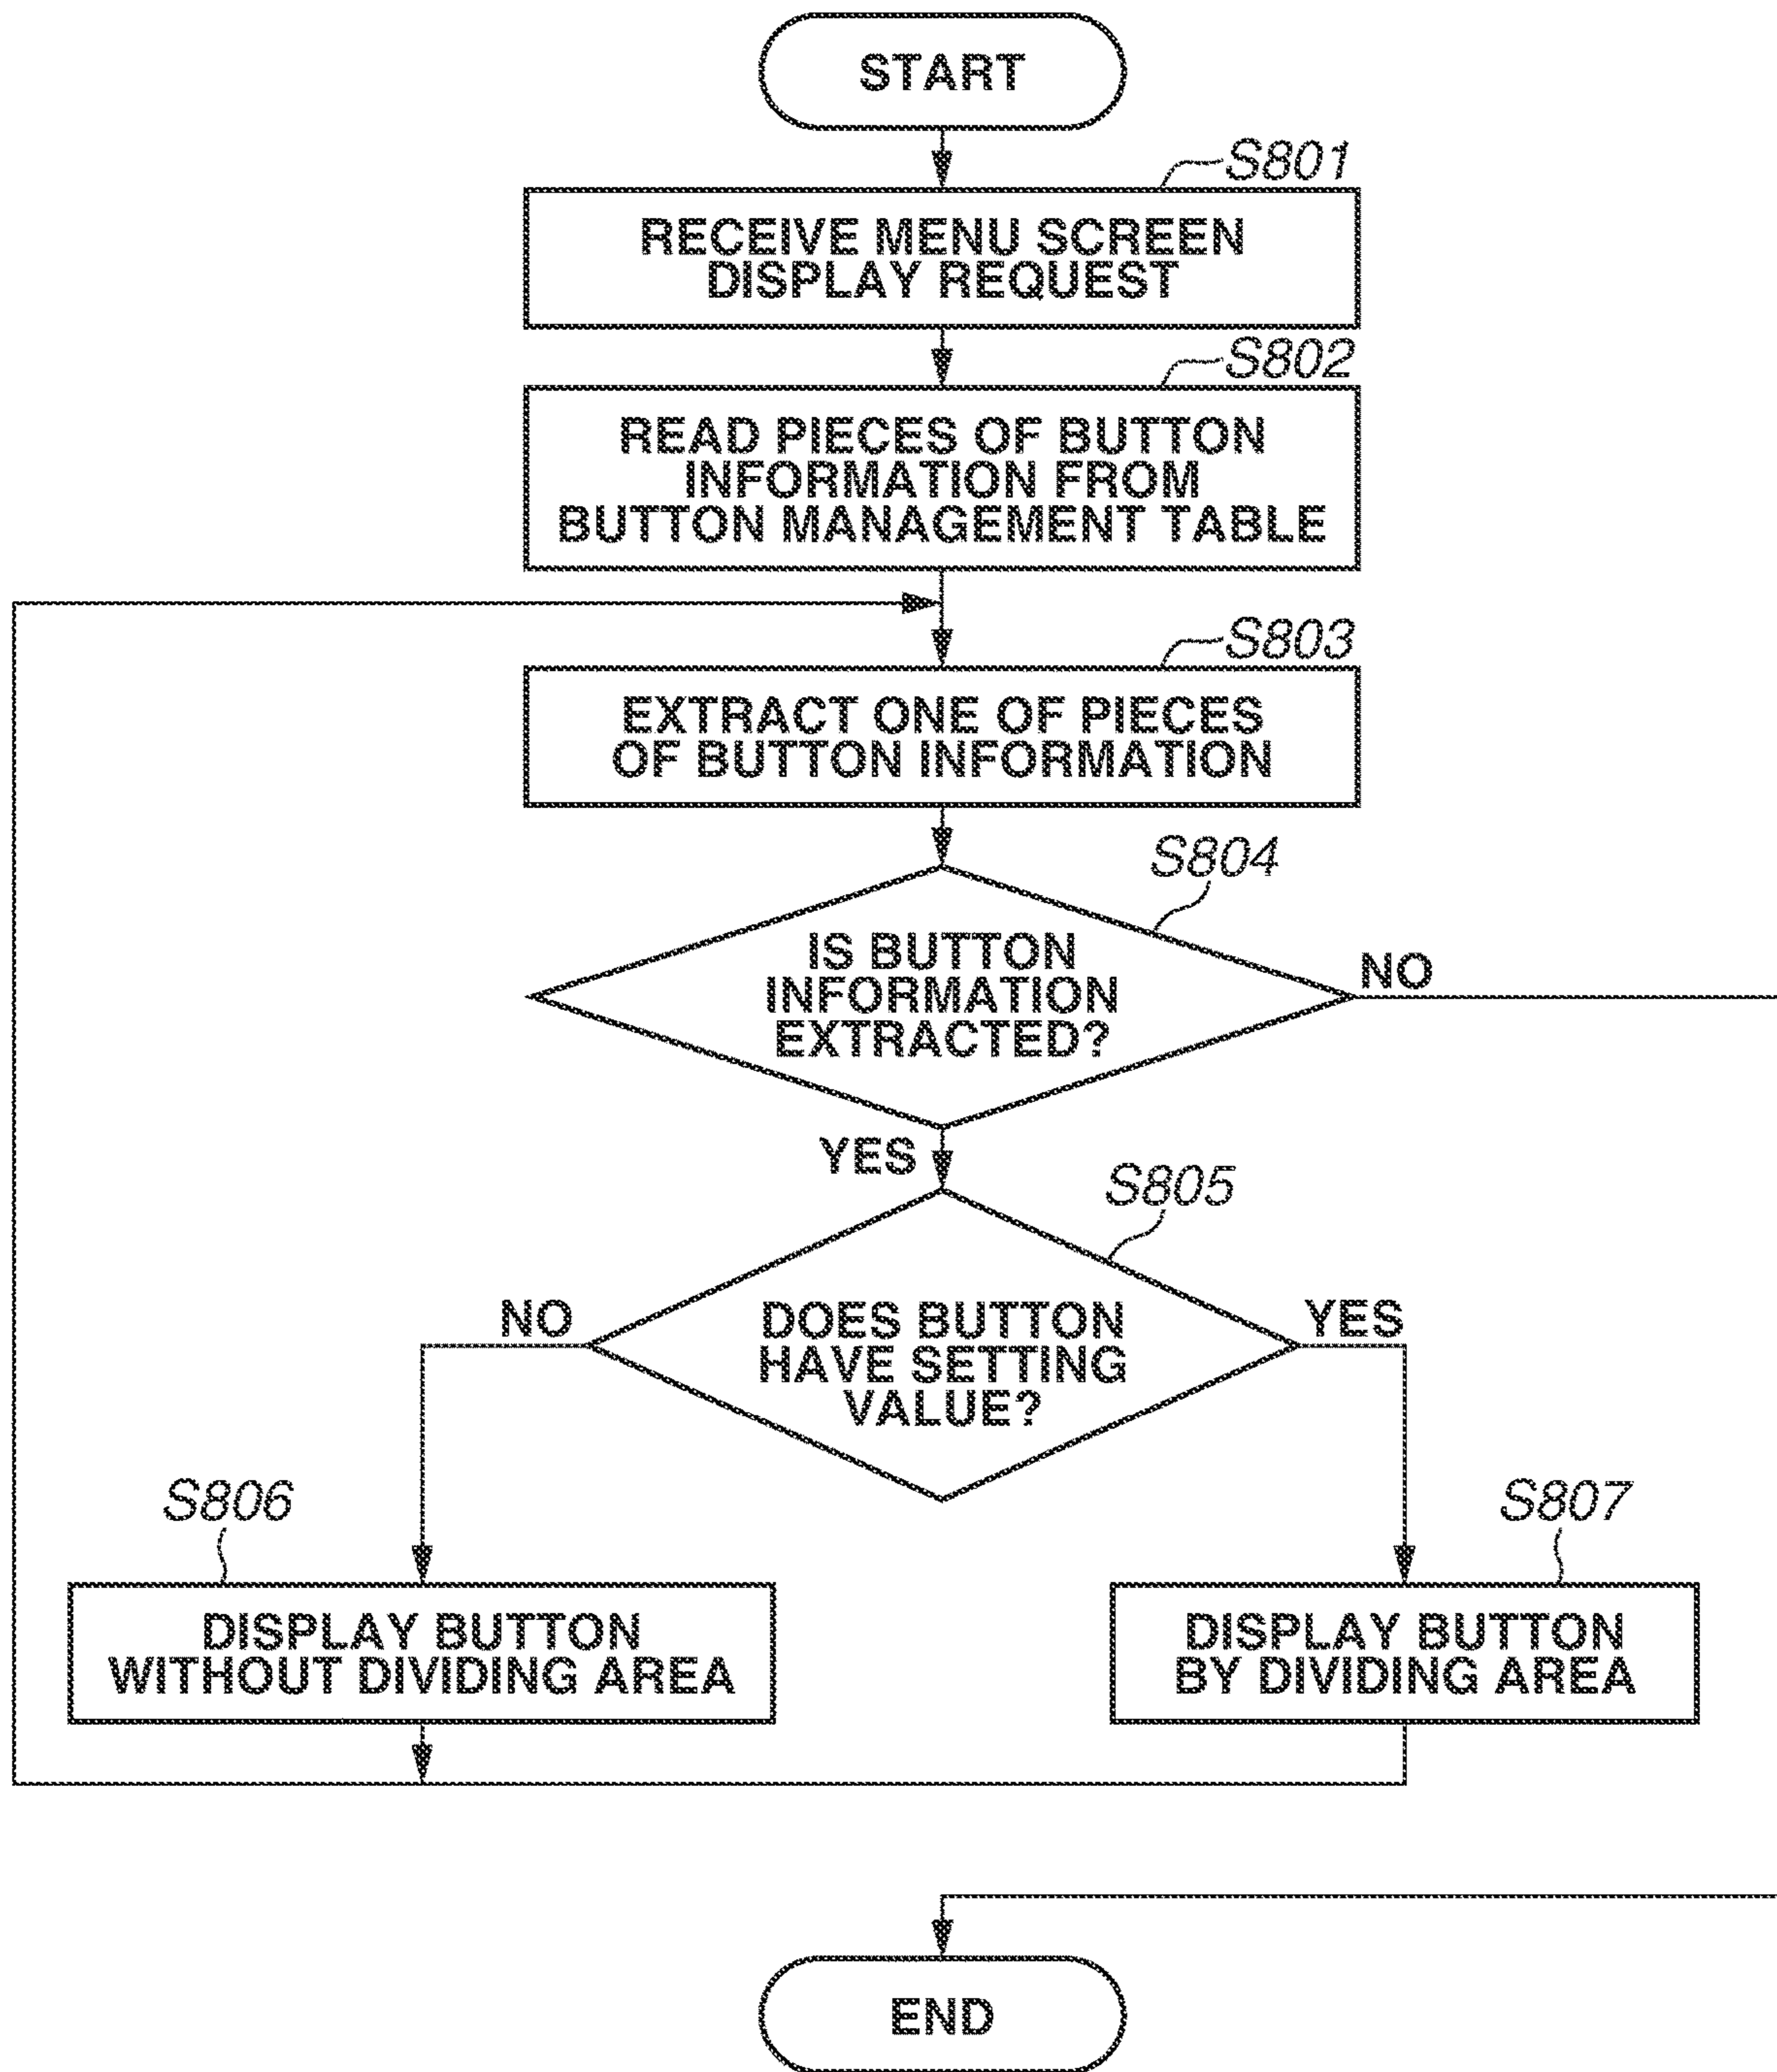 START
S801
RECEIVE MENU SCREEN
DISPLAY REQUEST
S802
READ PIECES OF BUTTON
INFORMATION FROM
BUTTON MANAGEMENT TABLE
S803
EXTRACT ONE OF PIECES
OF BUTTON INFORMATION
S804
IS BUTTON
INFORMATION
EXTRACTED?
NO
YES
S805
DOES BUTTON
HAVE SETTING
VALUE?
NO
YES
S806
DISPLAY BUTTON
WITHOUT DIVIDING AREA
S807
DISPLAY BUTTON
BY DIVIDING AREA
END